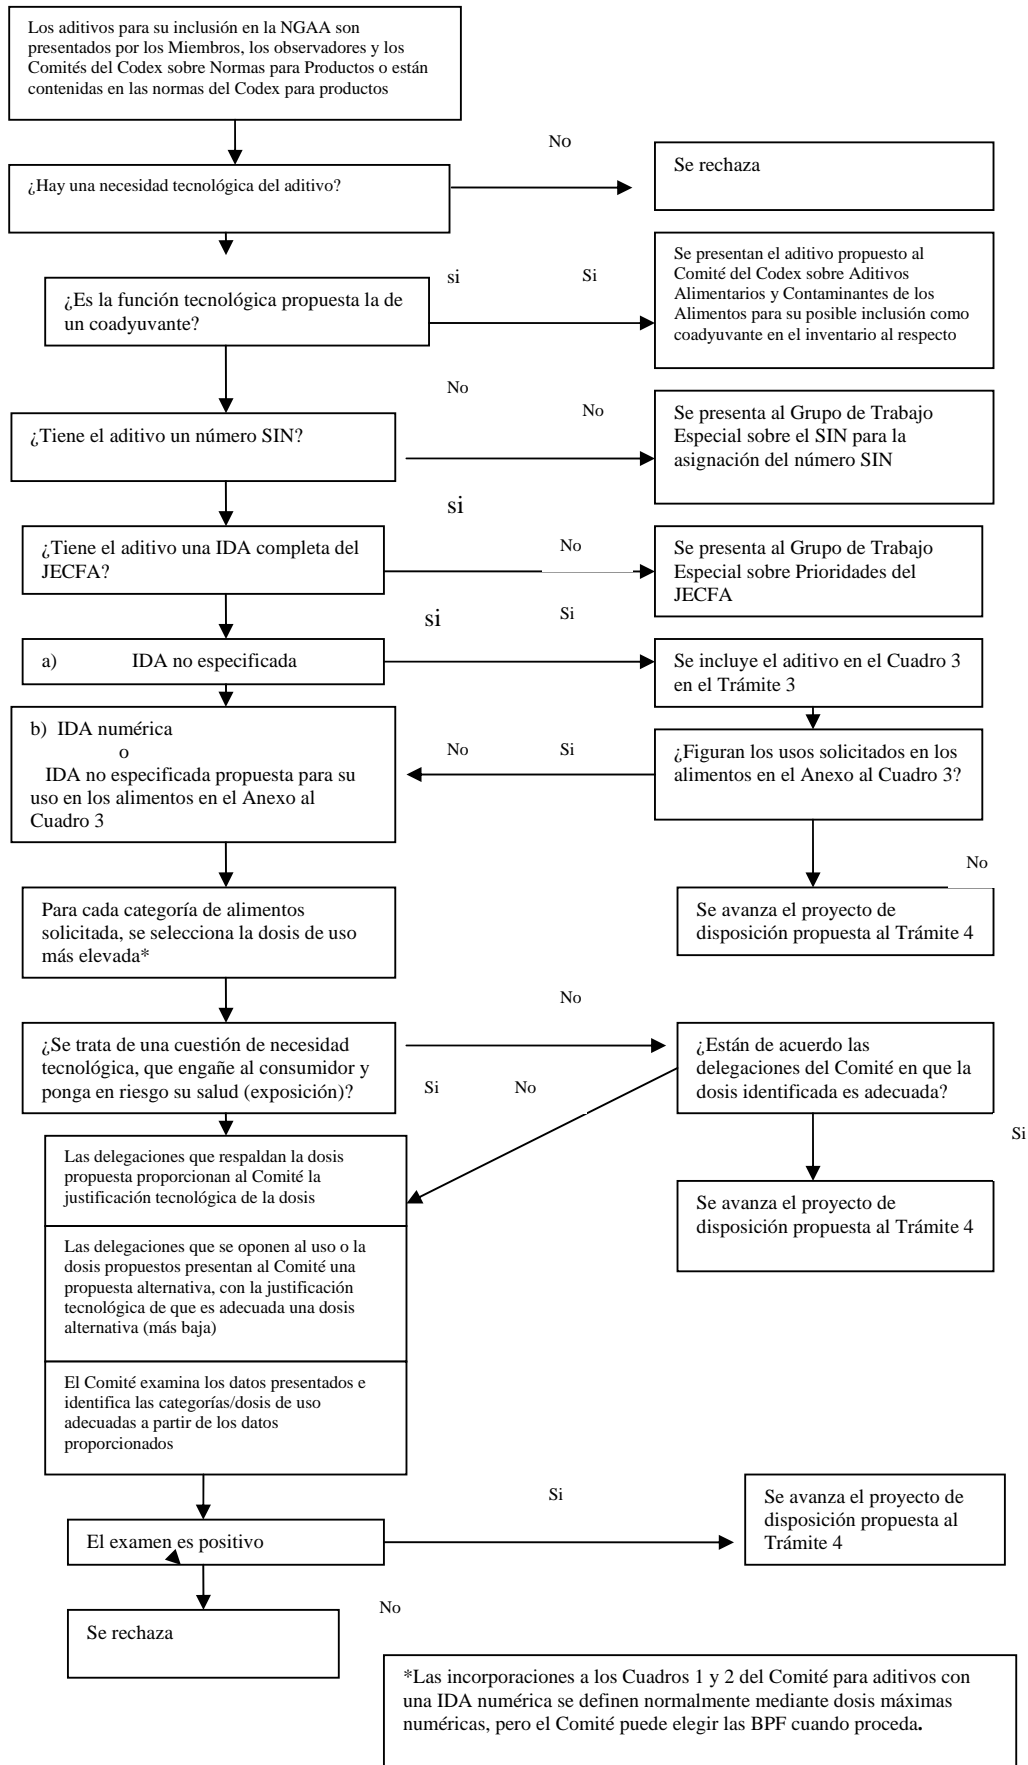 Los aditivos para su inclusión en la NGAA son
presentados por los Miembros, los observadores y los
Comités del Codex sobre Normas para Productos o están
contenidas en las normas del Codex para productos
No
¿Hay una necesidad tecnológica del aditivo?
Se rechaza
¿Es la función tecnológica propuesta la de
un coadyuvante?
si
Si
Se presentan el aditivo propuesto al
Comité del Codex sobre Aditivos
Alimentarios y Contaminantes de los
Alimentos para su posible inclusión como
coadyuvante en el inventario al respecto
No
No
¿Tiene el aditivo un número SIN?
Se presenta al Grupo de Trabajo
Especial sobre el SIN para la
asignación del número SIN
si
¿Tiene el aditivo una IDA completa del
JECFA?
No
Se presenta al Grupo de Trabajo
Especial sobre Prioridades del
JECFA
si
Si
a) IDA no especificada
Se incluye el aditivo en el Cuadro 3
en el Trámite 3
b) IDA numérica
o
IDA no especificada propuesta para su
uso en los alimentos en el Anexo al
Cuadro 3
No
Si
¿Figuran los usos solicitados en los
alimentos en el Anexo al Cuadro 3?
No
Para cada categoría de alimentos
solicitada, se selecciona la dosis de uso
más elevada*
Se avanza el proyecto de
disposición propuesta al Trámite 4
No
¿Se trata de una cuestión de necesidad
tecnológica, que engañe al consumidor y
ponga en riesgo su salud (exposición)?
Si
No
¿Están de acuerdo las
delegaciones del Comité en que la
dosis identificada es adecuada?
Si
Las delegaciones que respaldan la dosis
propuesta proporcionan al Comité la
justificación tecnológica de la dosis
Se avanza el proyecto de
disposición propuesta al Trámite 4
Las delegaciones que se oponen al uso o la
dosis propuestos presentan al Comité una
propuesta alternativa, con la justificación
tecnológica de que es adecuada una dosis
alternativa (más baja)
El Comité examina los datos presentados e
identifica las categorías/dosis de uso
adecuadas a partir de los datos
proporcionados
Si
El examen es positivo
Se avanza el proyecto de
disposición propuesta al
Trámite 4
No
Se rechaza
*Las incorporaciones a los Cuadros 1 y 2 del Comité para aditivos con
una IDA numérica se definen normalmente mediante dosis máximas
numéricas, pero el Comité puede elegir las BPF cuando proceda.